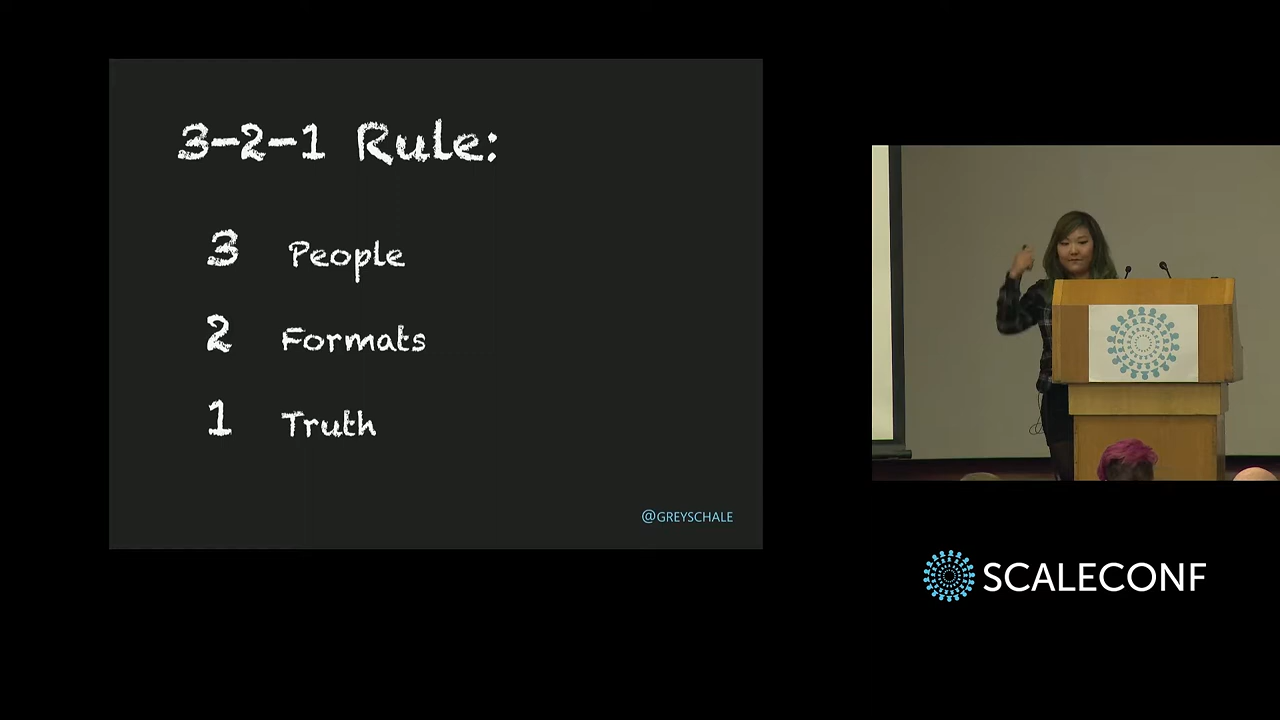 3-2-1 Rule:
3 People
2 Formats
1 Truth
@GREYSCHALE
SCALECONF